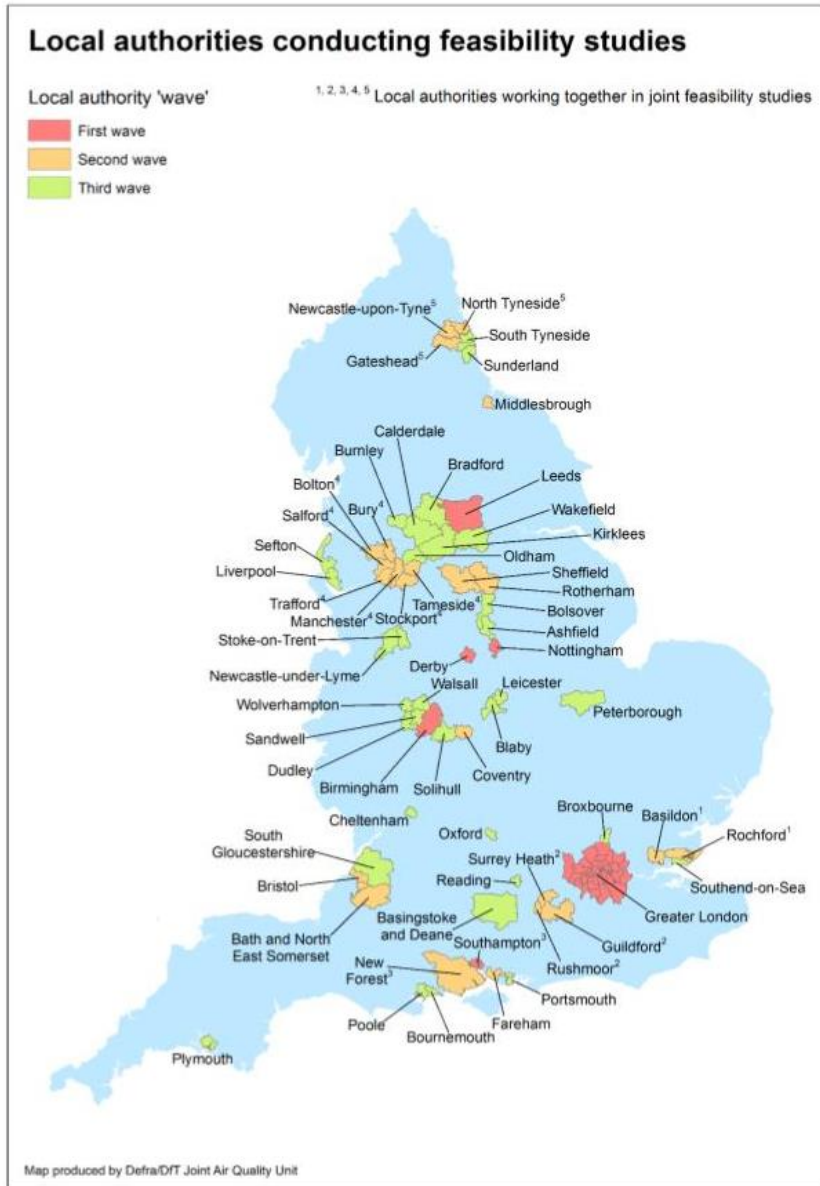 Local authorities conducting feasibility studies
Local authority 'wave'
1, 2, 3, 4, 5 Local authorities working together in joint feasibility studies
First wave
Second wave
Third wave
Newcastle-upon-Tyne5
North Tyneside5
South Tyneside
Gateshead5
Sunderland
Middlesbrough
Calderdale
Burnley
Bradford
Leeds
Bolton4
Bury4
Salford4
Wakefield
Kirklees
Sefton
Oldham
Liverpool
Sheffield
Rotherham
Trafford4
Tameside4
Bolsover
Manchester4
Stockport4
Stoke-on-Trent
Ashfield
Nottingham
Derby
Newcastle-under-Lyme
Walsall
Leicester
Wolverhampton
Peterborough
Sandwell
Blaby
Dudley
Birmingham
Solihull
Coventry
Cheltenham
Broxbourne
Basildon1
Oxford
Rochford1
South
Gloucestershire
Surrey Heath2
Reading
Southend-on-Sea
Bristol
Basingstoke
and Deane
Greater London
Bath and North
East Somerset
Southampton3
Guildford2
New
Forest3
Rushmoor2
Portsmouth
Poole
Fareham
Bournemouth
Plymouth
Map produced by Defra/DfT Joint Air Quality Unit